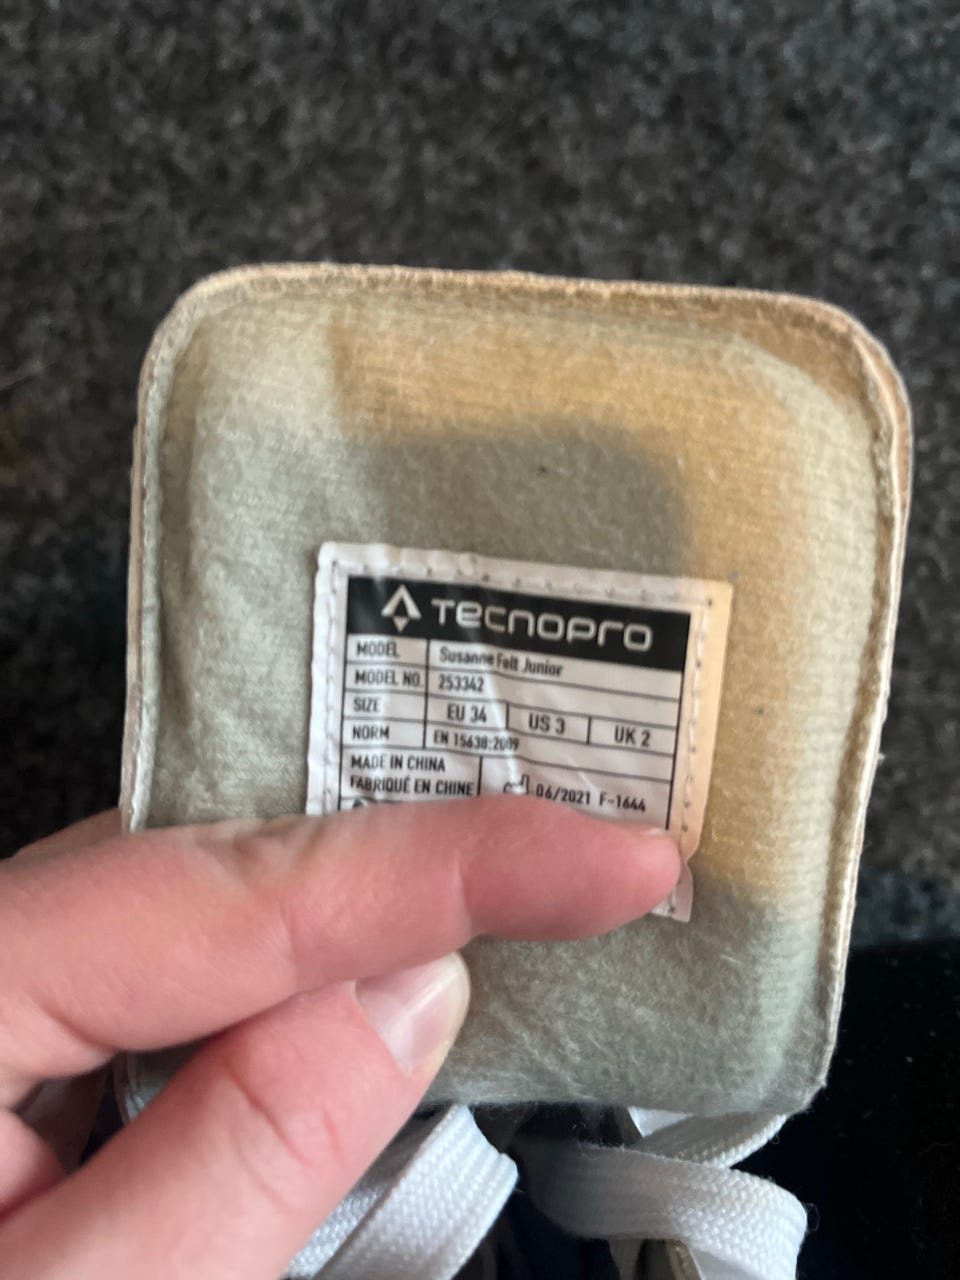 TECNOPRO
MODEL Susanne Felt Junior
MODEL NO. 253342
SIZE EU 34 US 3 UK 2
NORM EN 15638:2009
MADE IN CHINA
FABRIQUÉ EN CHINE 06/2021 F-1644